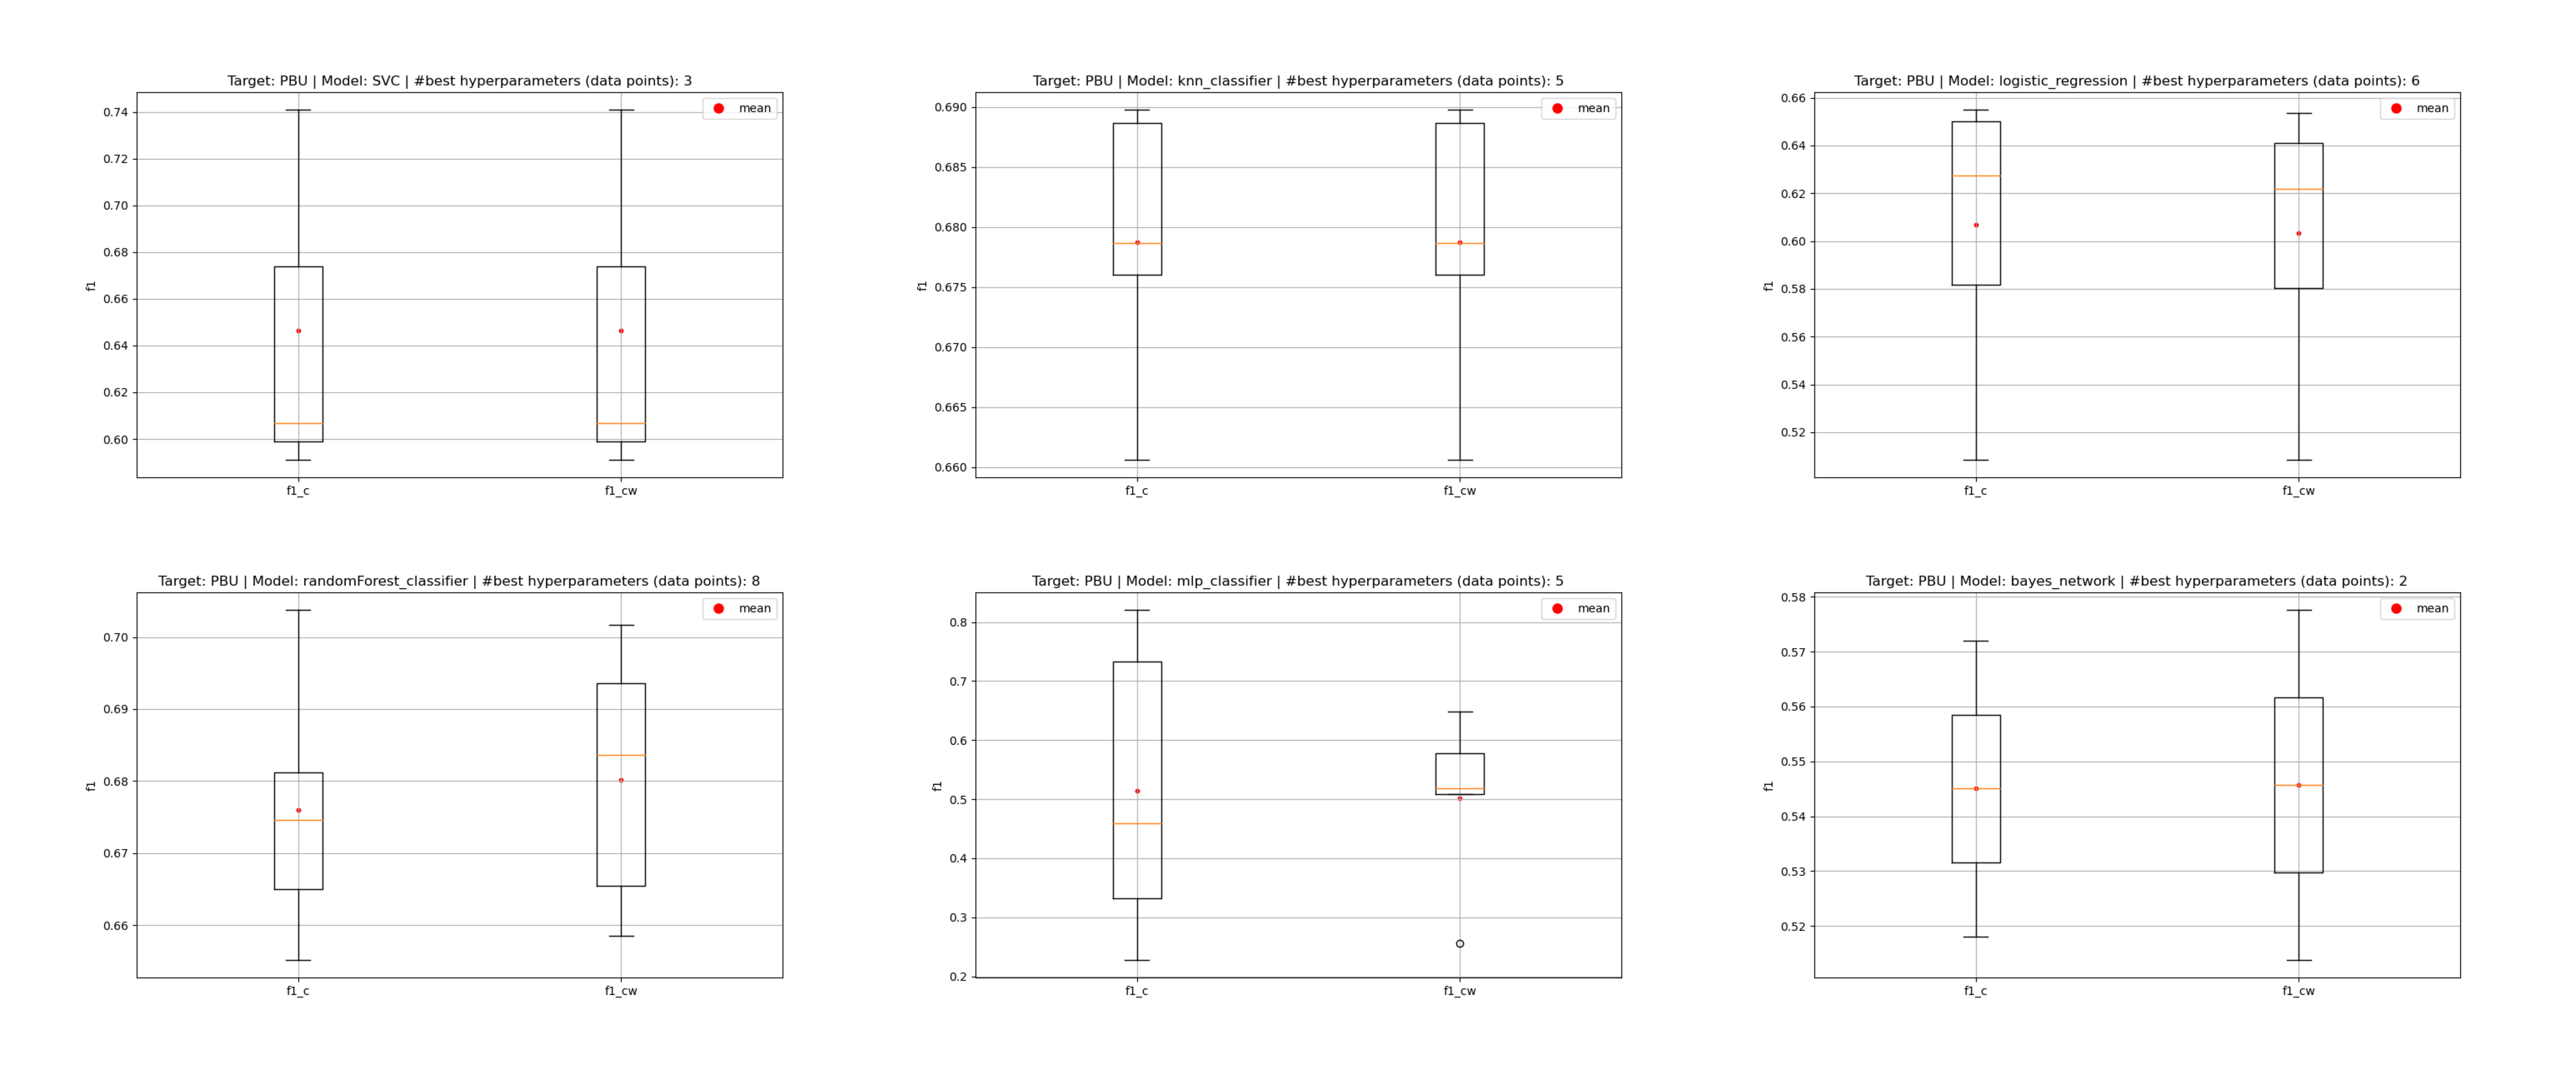 Target: PBU | Model: SVC | #best hyperparameters (data points): 3
mean
0.74
0.72
0.70
0.68
0.66
0.64
0.62
0.60
f1
f1_c
f1_cw
Target: PBU | Model: knn_classifier | #best hyperparameters (data points): 5
mean
0.690
0.685
0.680
0.675
0.670
0.665
0.660
f1
f1_c
f1_cw
Target: PBU | Model: logistic_regression | #best hyperparameters (data points): 6
mean
0.66
0.64
0.62
0.60
0.58
0.56
0.54
0.52
f1
f1_c
f1_cw
Target: PBU | Model: randomForest_classifier | #best hyperparameters (data points): 8
mean
0.70
0.69
0.68
0.67
0.66
f1
f1_c
f1_cw
Target: PBU | Model: mlp_classifier | #best hyperparameters (data points): 5
mean
0.8
0.7
0.6
0.5
0.4
0.3
0.2
f1
f1_c
f1_cw
Target: PBU | Model: bayes_network | #best hyperparameters (data points): 2
mean
0.58
0.57
0.56
0.55
0.54
0.53
0.52
f1
f1_c
f1_cw